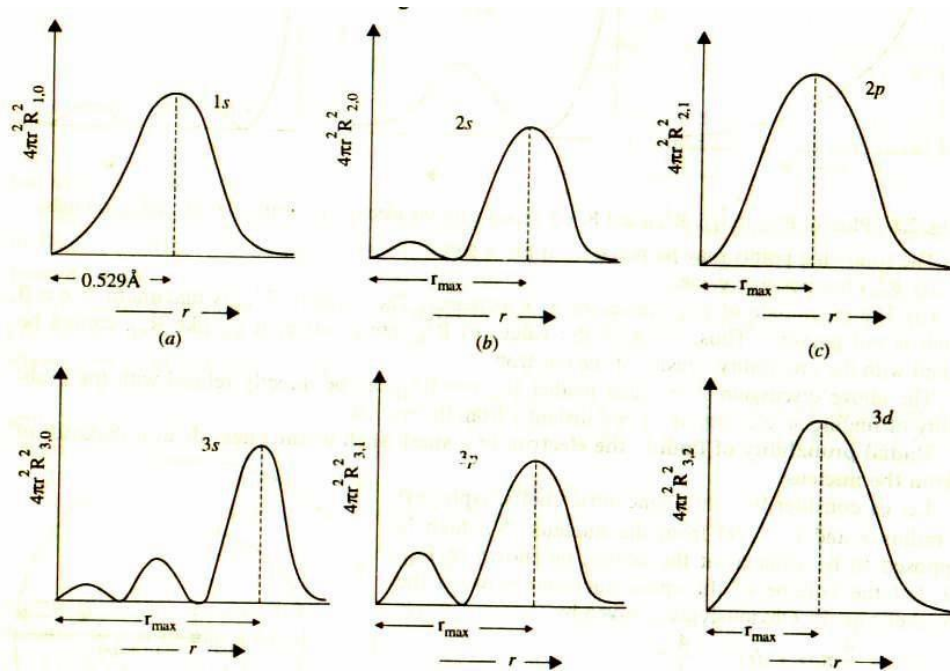 4πr²R²1,0
1s
0.529Å
r
(a)
4πr²R²2,0
2s
rmax
r
(b)
4πr²R²2,1
2p
rmax
r
(c)
4πr²R²3,0
3s
rmax
r
4πr²R²3,1
rmax
r
4πr²R²3,2
3d
rmax
r